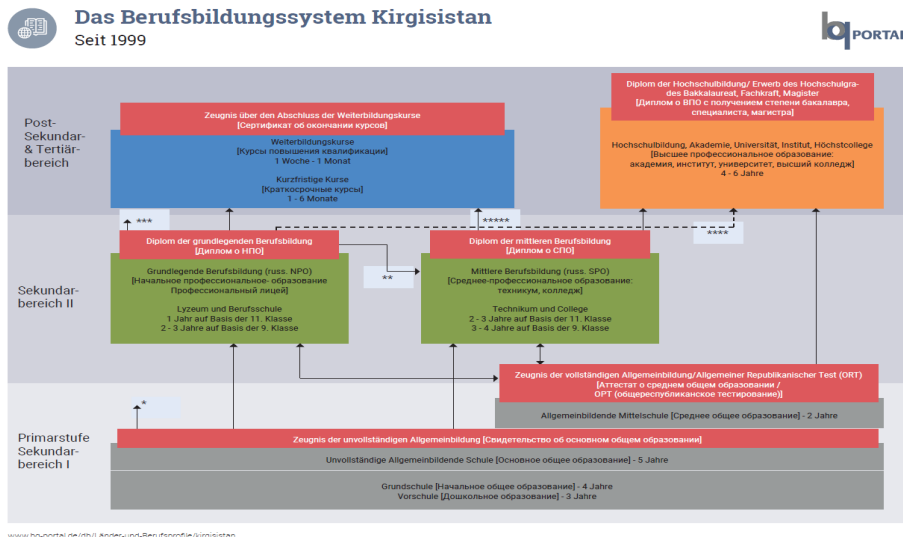 Das Berufsbildungssystem Kirgisistan
Seit 1999
bq PORTAL
Post-
Sekundar-
& Tertiär-
bereich
Zeugnis über den Abschluss der Weiterbildungskurse
[Сертификат об окончании курсов]
Weiterbildungskurse
[Курсы повышения квалификации]
1 Woche - 1 Monat
Kurzfristige Kurse
[Краткосрочные курсы]
1 - 6 Monate
Diplom der Hochschulbildung/ Erwerb des Hochschulgra-
des Bakkalaureat, Fachkraft, Magister
[Диплом о ВПО с получением степени бакалавра,
специалиста, магистра]
Hochschulbildung, Akademie, Universität, Institut, Höchstcollege
[Высшее профессиональное образование:
академия, институт, университет, высший колледж]
4 - 6 Jahre
***
*****
****
Sekundar-
bereich II
Diplom der grundlegenden Berufsbildung
[Диплом о НПО]
Grundlegende Berufsbildung (russ. NPO)
[Начальное профессиональное- образование
Профессиональный лицей]
Lyzeum und Berufsschule
1 Jahr auf Basis der 11. Klasse
2 - 3 Jahre auf Basis der 9. Klasse
**
Diplom der mittleren Berufsbildung
[Диплом о СПО]
Mittlere Berufsbildung (russ. SPO)
[Среднее-профессиональное образование:
техникум, колледж]
Technikum und College
2 - 3 Jahre auf Basis der 11. Klasse
3 - 4 Jahre auf Basis der 9. Klasse
Zeugnis der vollständigen Allgemeinbildung/Allgemeiner Republikanischer Test (ORT)
[Аттестат о среднем общем образовании /
ОРТ (общереспубликанское тестирование)]
Allgemeinbildende Mittelschule [Среднее общее образование] - 2 Jahre
*
Primarstufe
Sekundar-
bereich I
Zeugnis der unvollständigen Allgemeinbildung [Свидетельство об основном общем образовании]
Unvollständige Allgemeinbildende Schule [Основное общее образование] - 5 Jahre
Grundschule [Начальное общее образование] - 4 Jahre
Vorschule [Дошкольное образование] - 3 Jahre
www.bq-portal.de/db/Länder-und-Berufsprofile/kirgisistan